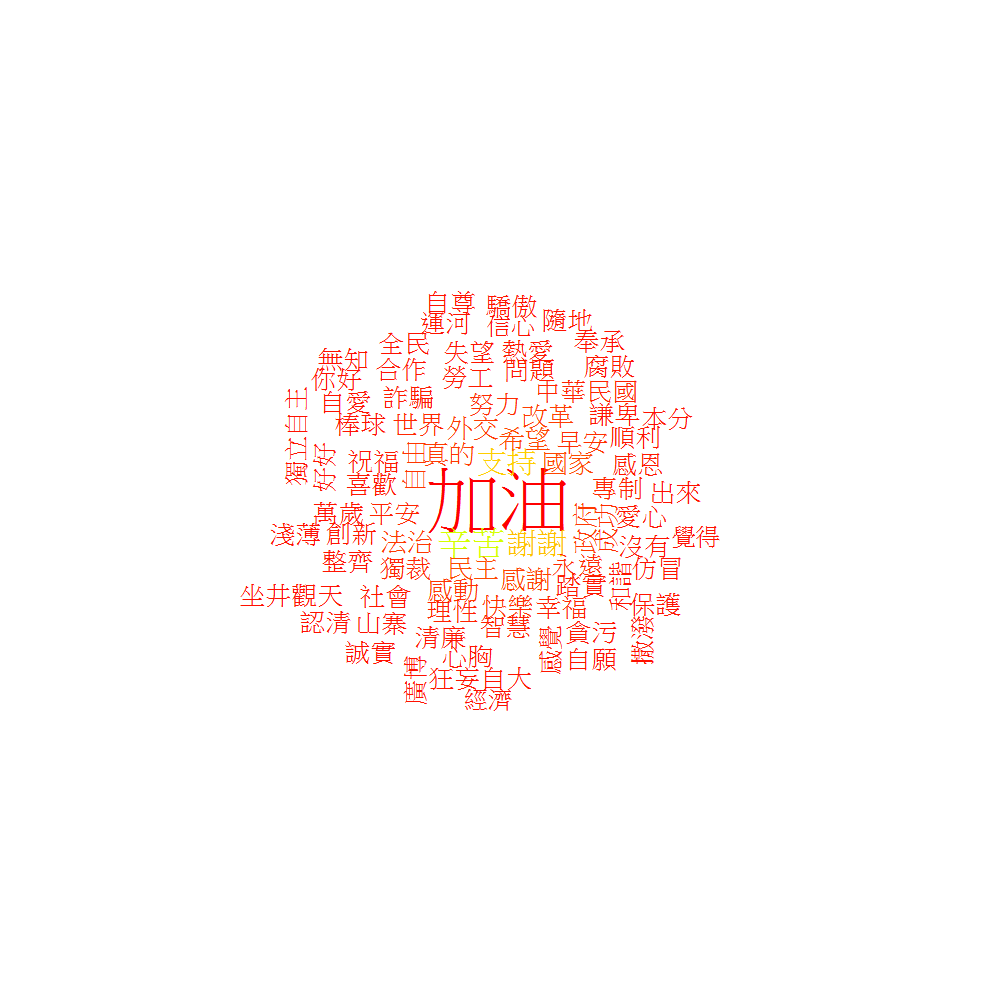 自尊 驕傲
運河 信心 隨地
全民 失望 熱愛 奉承
無知 合作 勞工 問題 腐敗
你好 自愛 詐騙 中華民國
獨立自主 棒球 世界 外交 努力 改革 謙卑 本分
希望 早安 順利
好好 祝福 自由 真的 支持 國家 感恩
喜歡 加油 專制 出來
萬歲 平安 政府 成功 愛心
淺薄 創新 法治 辛苦 謝謝 沒有 覺得
整齊 獨裁 民主 感謝 永遠 踏實 和諧 仿冒
坐井觀天 社會 感動 理性 快樂 幸福 保護
認清 山寨 清廉 智慧 感覺 貪污 撒潑
誠實 廣博 心胸 自願
狂妄自大
經濟